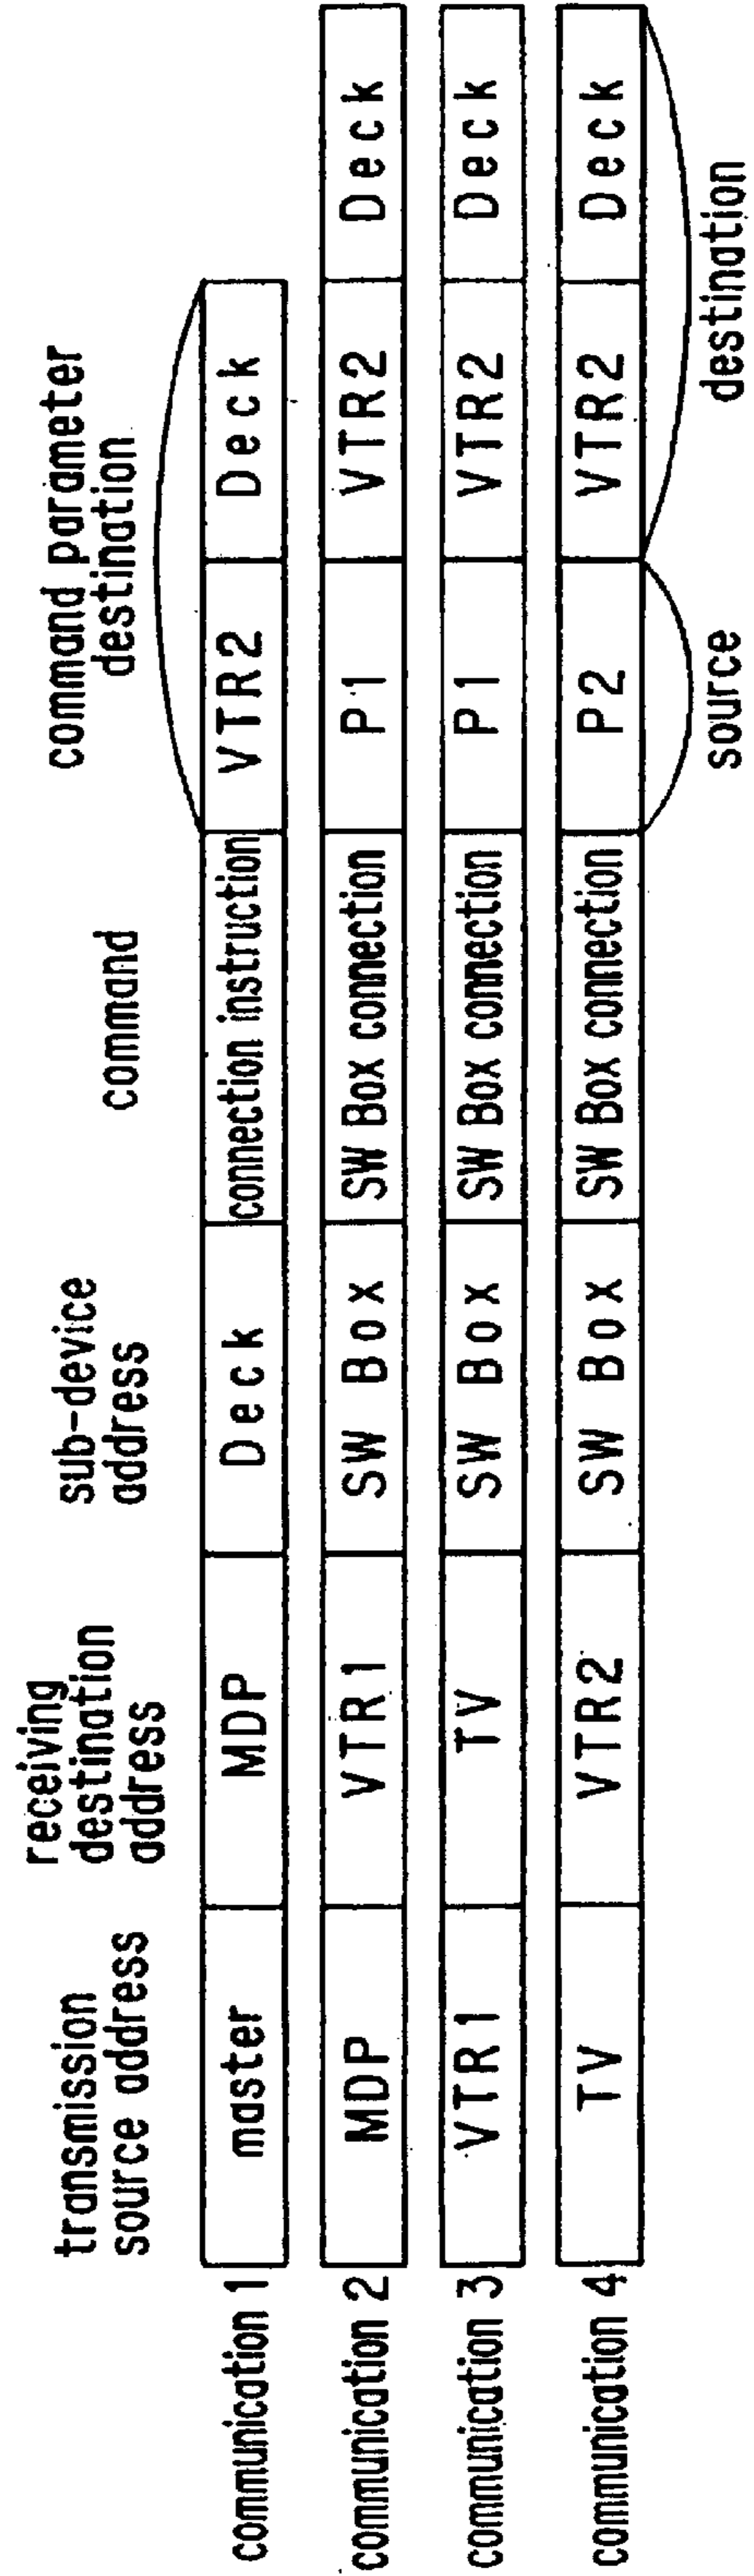 transmission
source address
receiving
destination
address
sub-device
address
command
command parameter
destination
communication 1 master MDP Deck connection instruction VTR2 Deck
communication 2 MDP VTR1 SW Box SW Box connection P1 VTR2 Deck
communication 3 VTR1 TV SW Box SW Box connection P1 VTR2 Deck
communication 4 TV VTR2 SW Box SW Box connection P2 VTR2 Deck
source destination